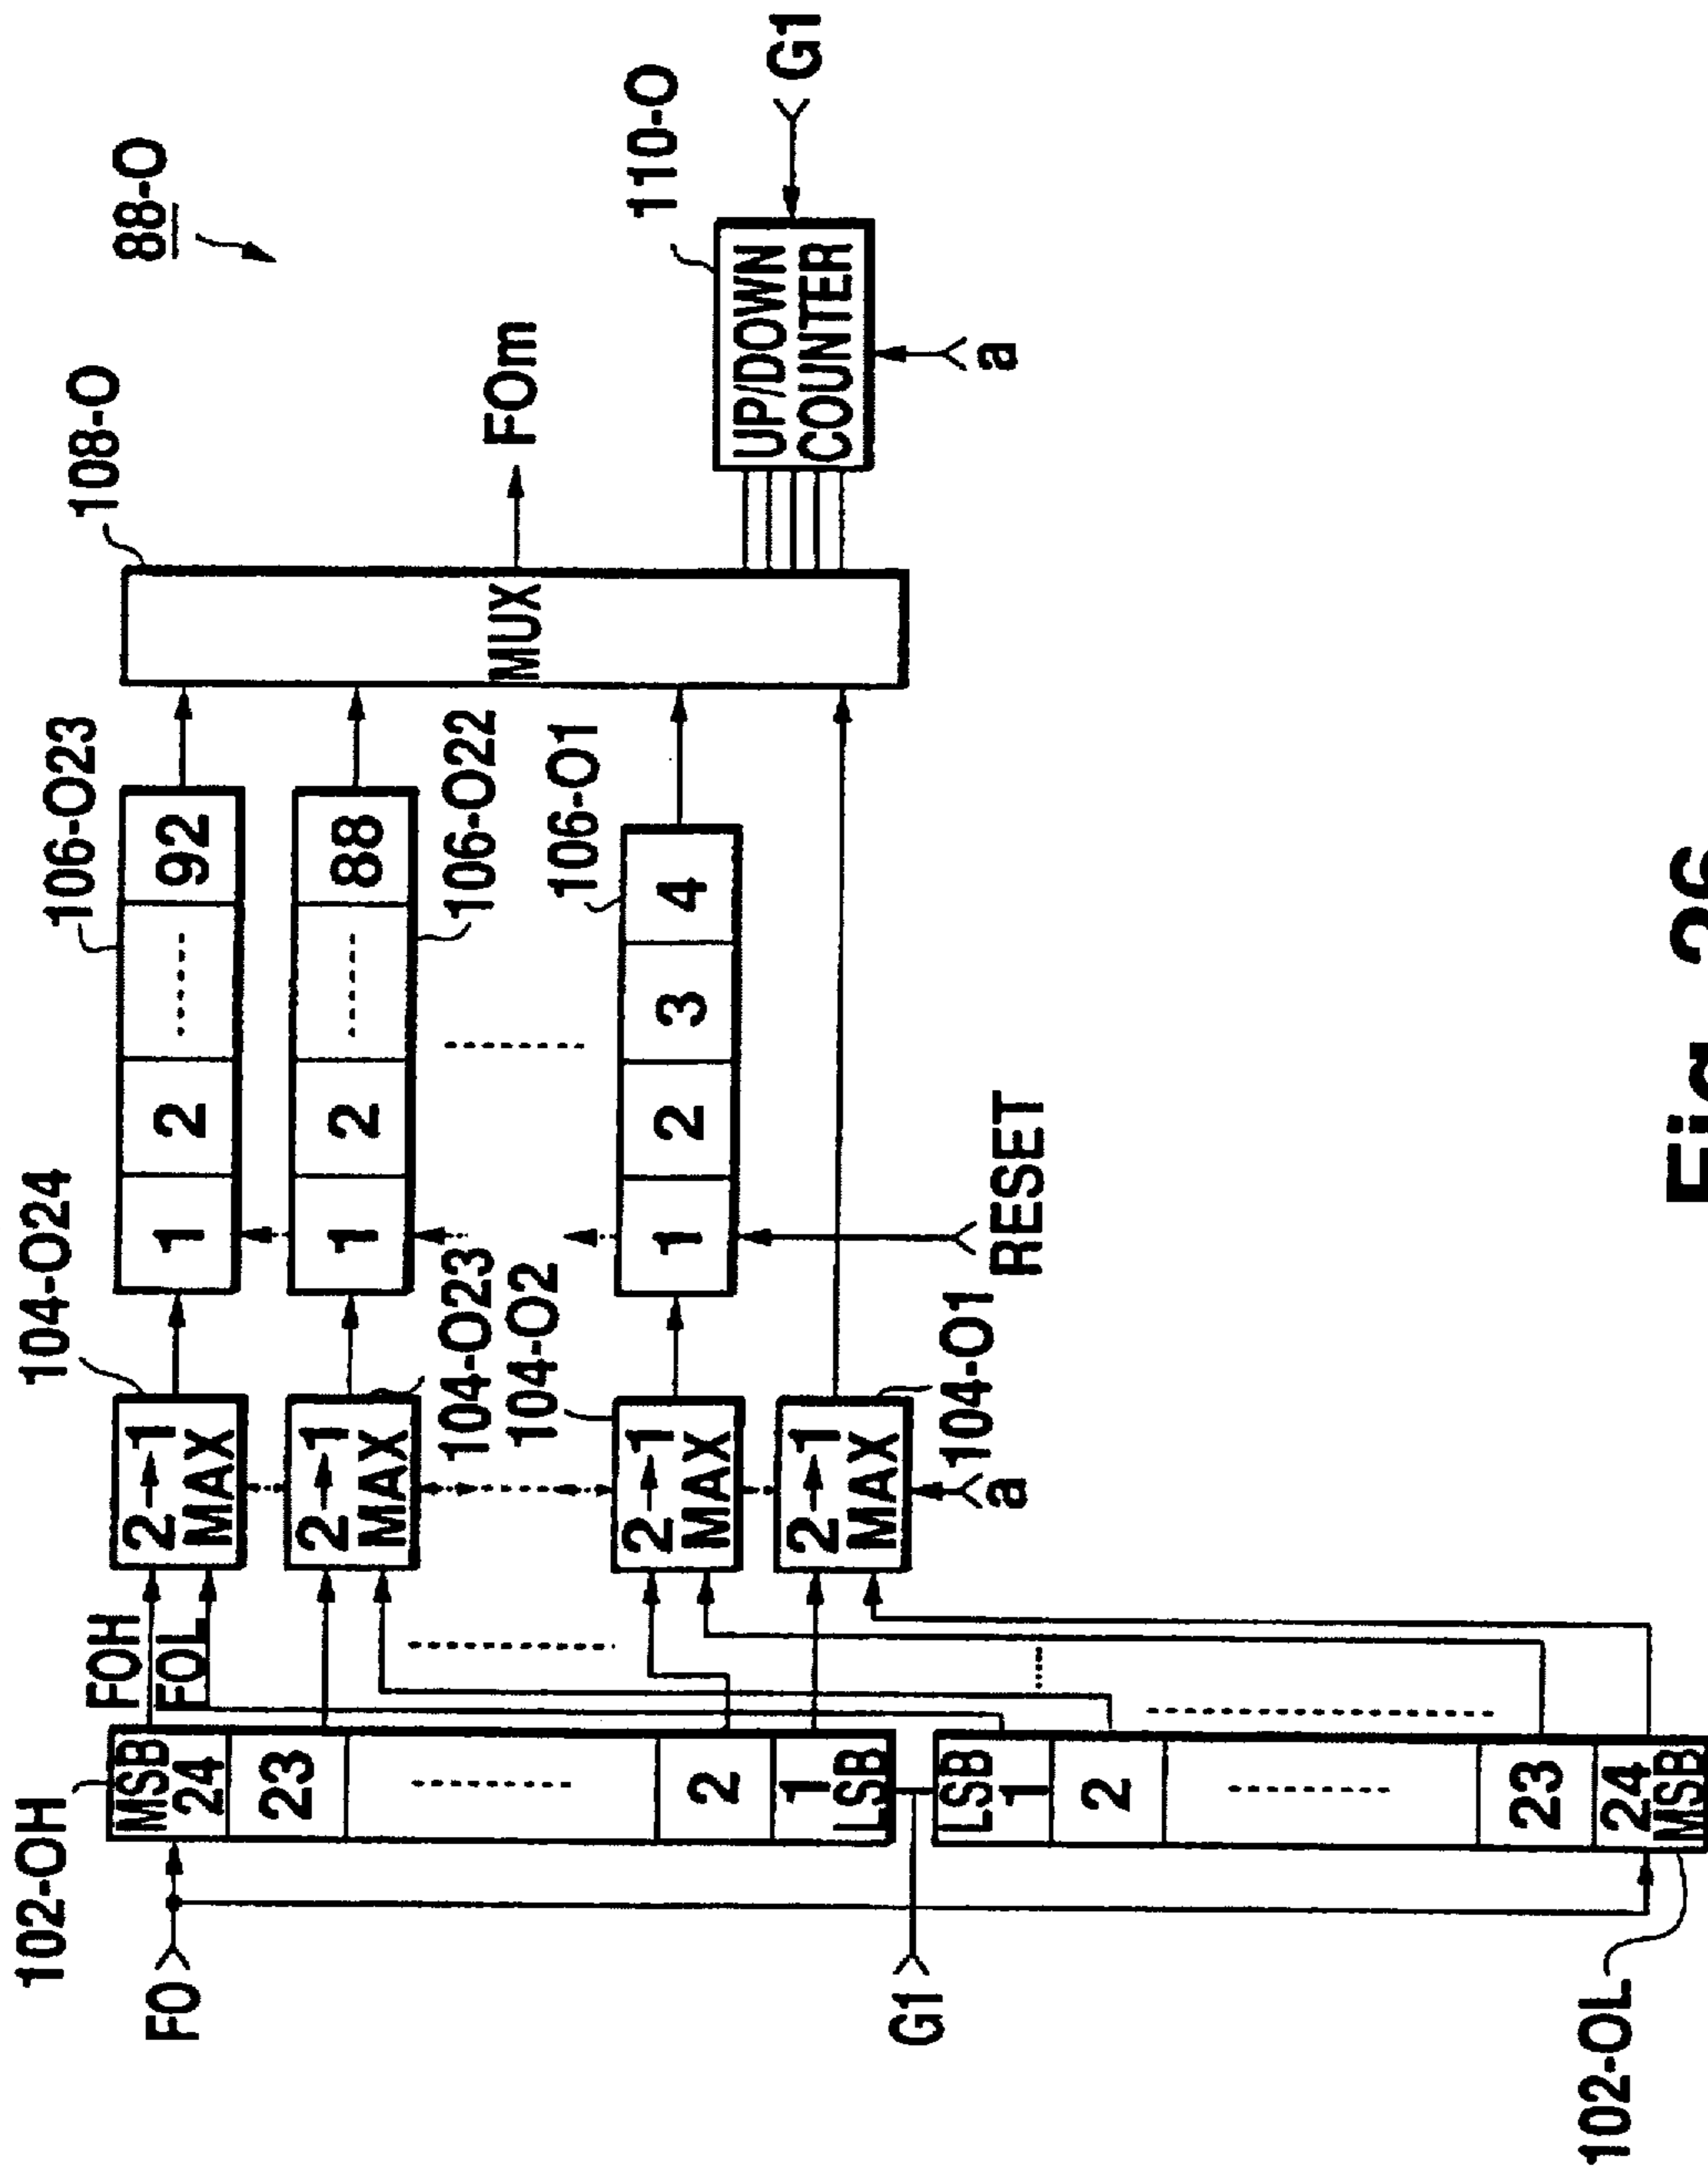 88-O
102-OH
FO
MSB
24
23
2
1
LSB
G1
LSB
1
2
23
24
MSB
102-OL
FOH
FOL
104-O24
2→1
MAX
2→1
MAX
104-O23
104-O2
2→1
MAX
2→1
MAX
104-O1
a
106-O23
1
2
92
1
2
88
106-O22
106-O1
1
2
3
4
RESET
108-O
MUX
FOm
110-O
UP/DOWN
COUNTER
G1
a
Fig. 26